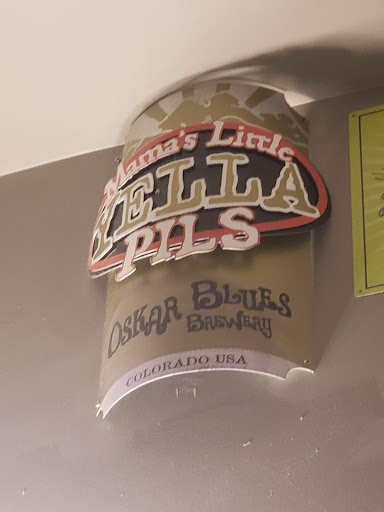 Mama's Little
YELLA
PILS
OSKAR BLUES
BREWERY
COLORADO USA